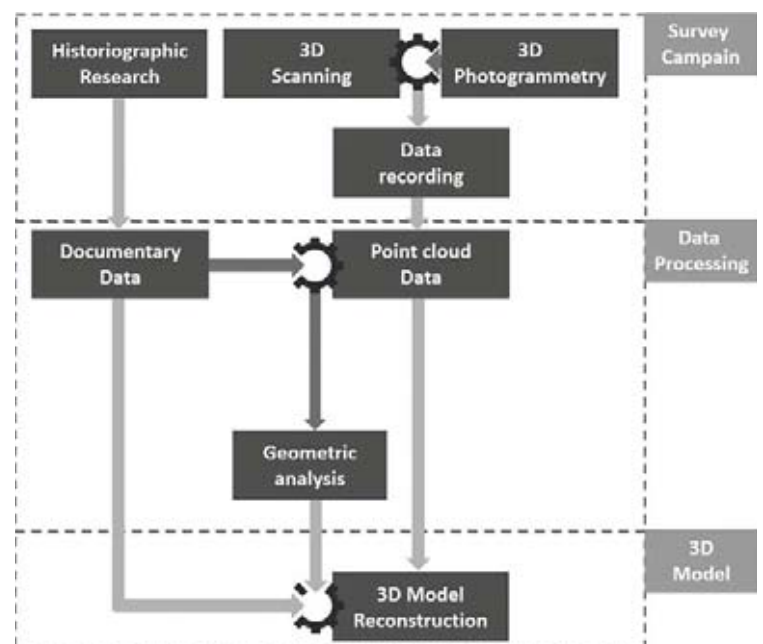 Historiographic
Research
3D
Scanning
3D
Photogrammetry
Survey
Campain
Data
recording
Documentary
Data
Point cloud
Data
Data
Processing
Geometric
analysis
3D
Model
3D Model
Reconstruction